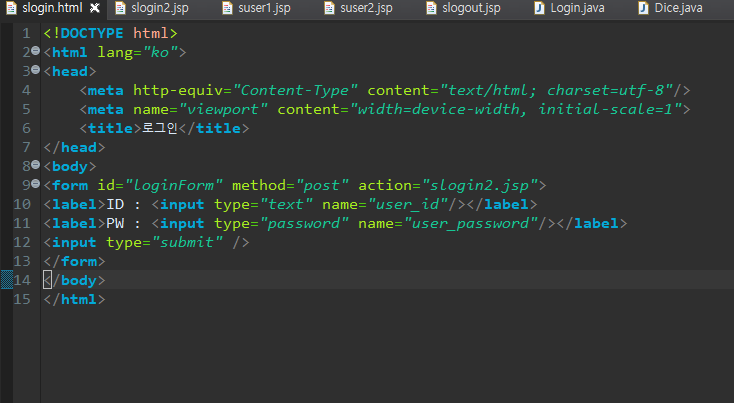 slogin.html slogin2.jsp suser1.jsp suser2.jsp slogout.jsp Login.java Dice.java
1 <!DOCTYPE html>
2 <html lang="ko">
3 <head>
4     <meta http-equiv="Content-Type" content="text/html; charset=utf-8"/>
5     <meta name="viewport" content="width=device-width, initial-scale=1">
6     <title>로그인</title>
7 </head>
8 <body>
9 <form id="loginForm" method="post" action="slogin2.jsp">
10 <label>ID : <input type="text" name="user_id"/></label>
11 <label>PW : <input type="password" name="user_password"/></label>
12 <input type="submit" />
13 </form>
14 </body>
15 </html>